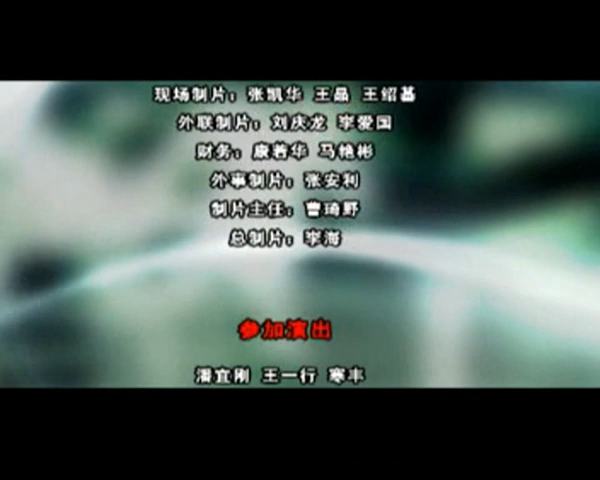 现场制片：张凯华 王晶 王绍基
外联制片：刘庆龙 李爱国
财务：康若华 马艳彬
外事制片：张安利
制片主任：曹琦野
总制片：李海
参加演出
潘宜刚 王一行 寒丰